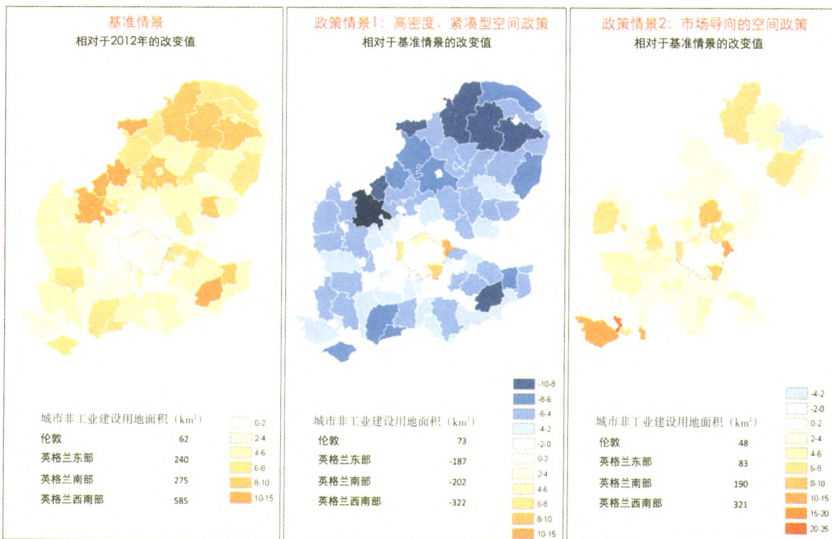 基准情景
相对于2012年的改变值
城市非工业建设用地面积（km²）
伦敦 62
英格兰东部 240
英格兰南部 275
英格兰西南部 585
0-2
2-4
4-6
6-8
8-10
10-15
政策情景1：高密度、紧凑型空间政策
相对于基准情景的改变值
城市非工业建设用地面积（km²）
伦敦 73
英格兰东部 -187
英格兰南部 -202
英格兰西南部 -322
-10-8
-8-6
-6-4
-4-2
-2-0
0-2
2-4
4-6
6-8
8-10
10-15
政策情景2：市场导向的空间政策
相对于基准情景的改变值
城市非工业建设用地面积（km²）
伦敦 48
英格兰东部 83
英格兰南部 190
英格兰西南部 321
-4-2
-2-0
0-2
2-4
4-6
6-8
8-10
10-15
15-20
20-25